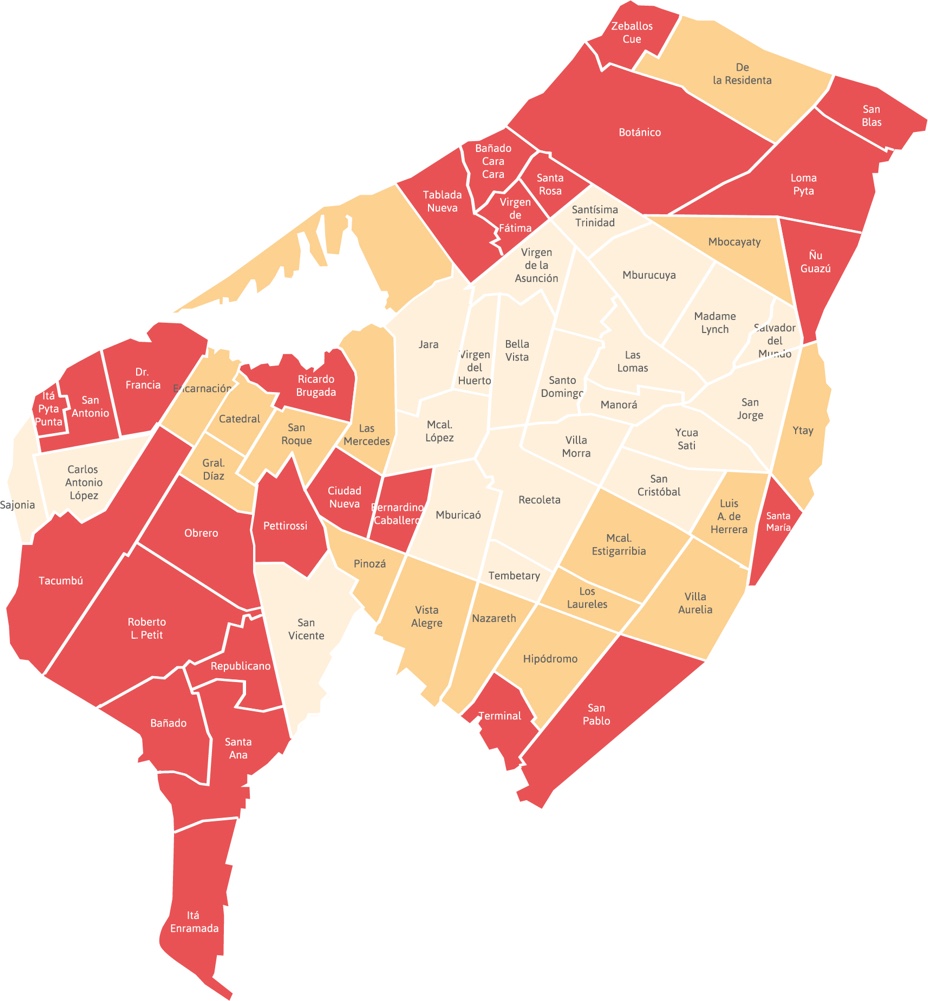 Zeballos
Cue
De
la Residenta
San
Blas
Botánico
Bañado
Cara
Cara
Santa
Rosa
Tablada
Nueva
Virgen
de
Fátima
Loma
Pyta
Santísima
Trinidad
Mbocayaty
Ñu
Guazú
Virgen
de la
Asunción
Mburucuya
Madame
Lynch
Salvador
del
Mundo
Jara
Virgen
del
Huerto
Bella
Vista
Las
Lomas
Santo
Domingo
Manorá
San
Jorge
Dr.
Francia
Itá
Pyta
Punta
San
Antonio
Encarnación
Ricardo
Brugada
Catedral
San
Roque
Las
Mercedes
Mcal.
López
Villa
Morra
Ycua
Sati
Ytay
Carlos
Antonio
López
Sajonia
Gral.
Díaz
Ciudad
Nueva
Bernardino
Caballero
Mburicaó
Recoleta
San
Cristóbal
Luis
A. de
Herrera
Santa
María
Obrero
Pettirossi
Pinozá
Tembetary
Mcal.
Estigarribia
Tacumbú
Los
Laureles
Villa
Aurelia
Roberto
L. Petit
San
Vicente
Vista
Alegre
Nazareth
Republicano
Hipódromo
Bañado
Santa
Ana
Terminal
San
Pablo
Itá
Enramada